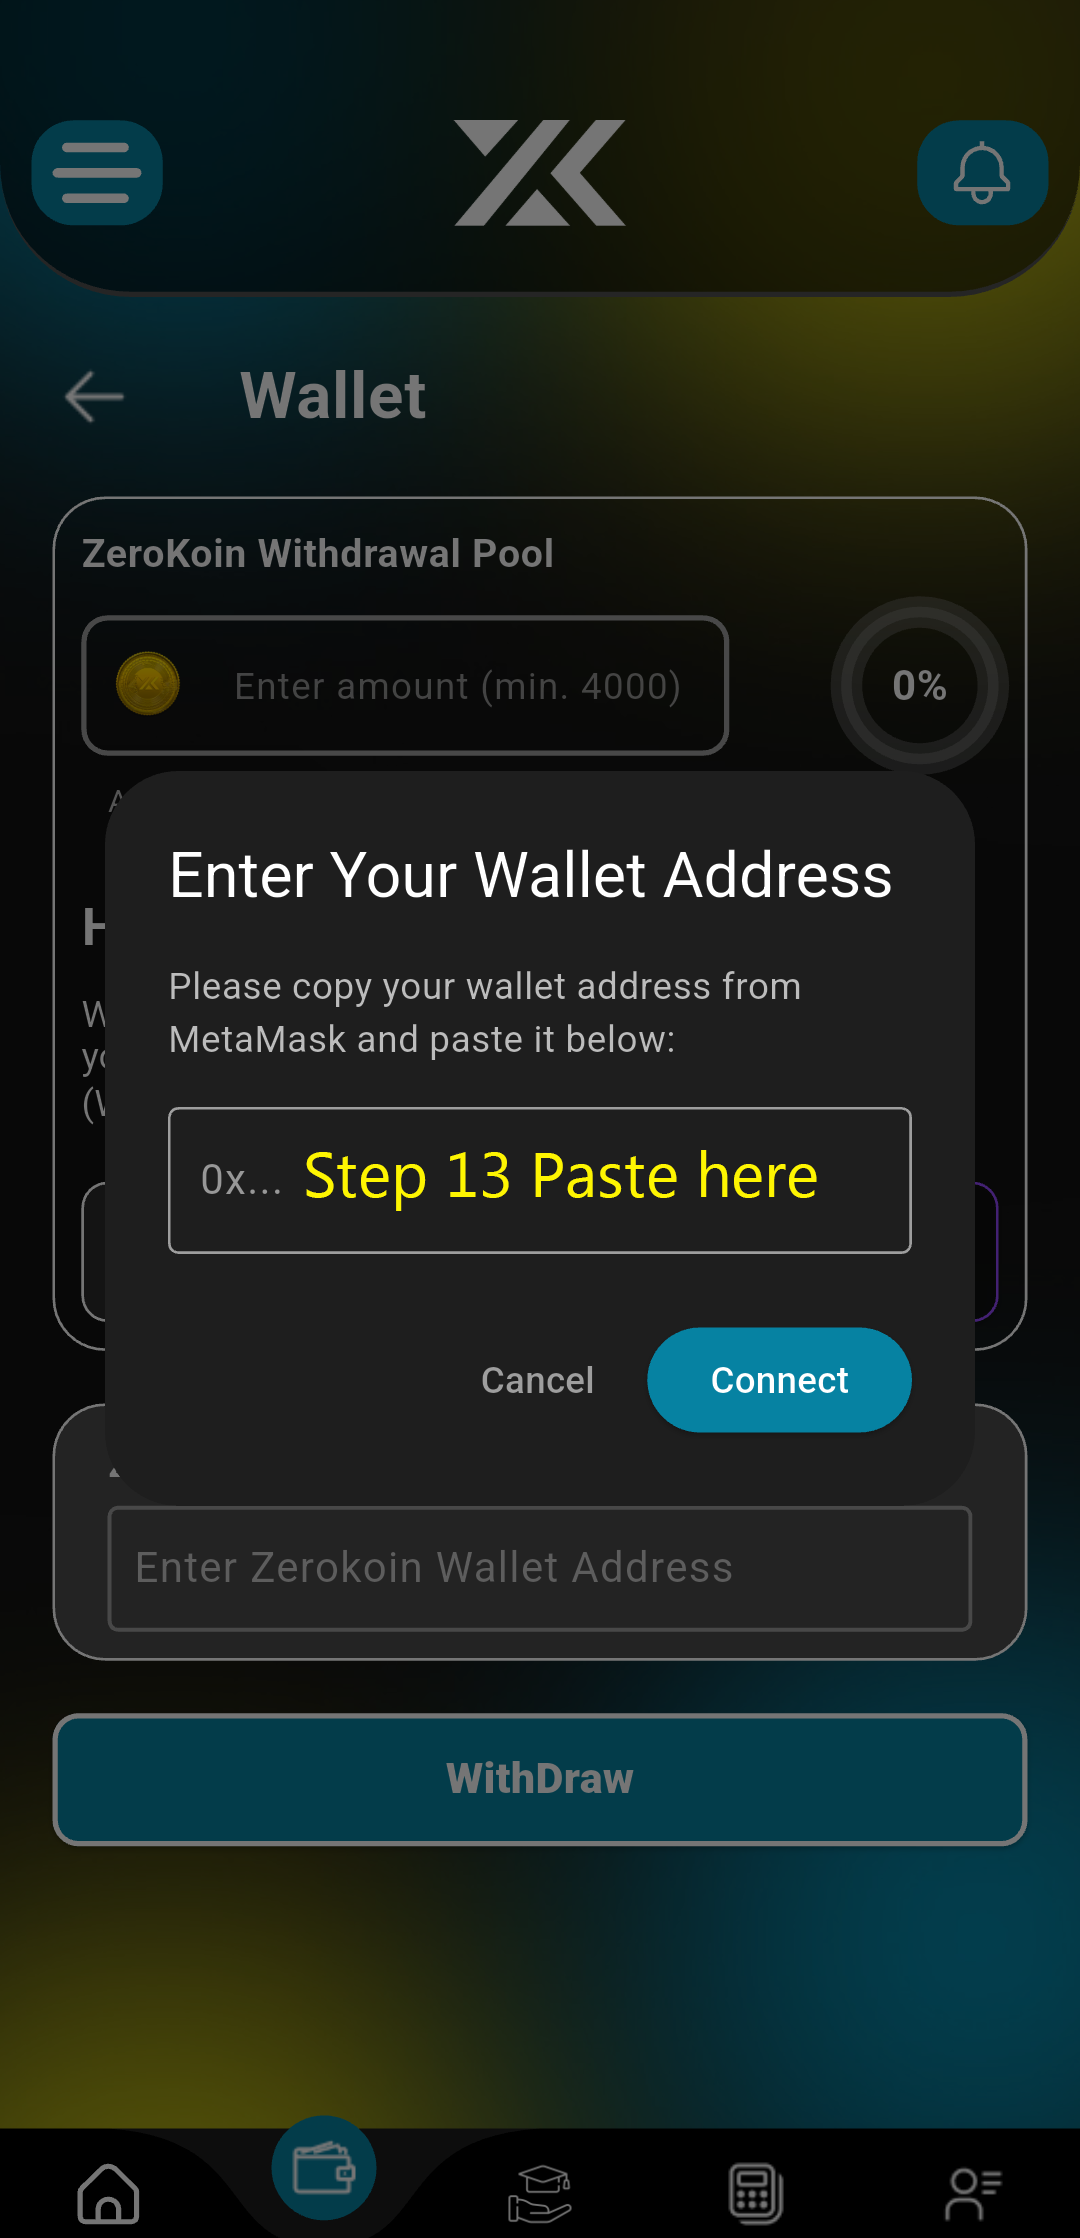 Wallet
ZeroKoin Withdrawal Pool
Enter amount (min. 4000)
0%
Enter Your Wallet Address
Please copy your wallet address from
MetaMask and paste it below:
0x... Step 13 Paste here
Cancel
Connect
Enter Zerokoin Wallet Address
WithDraw